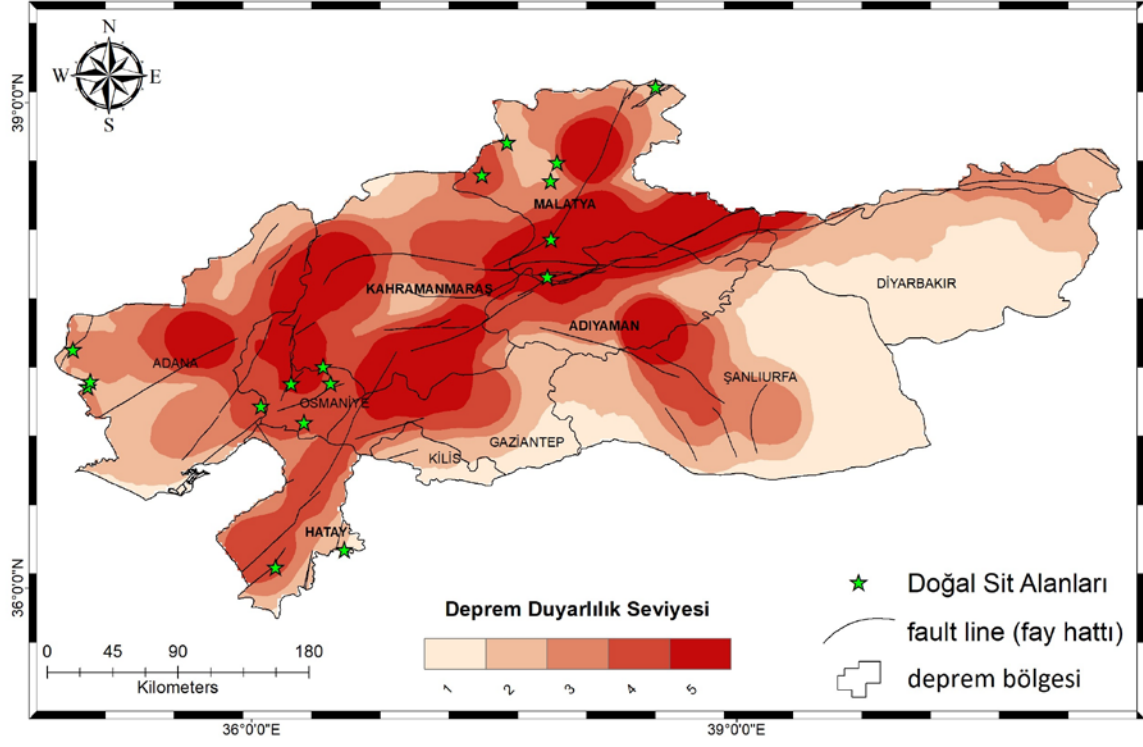 N
W E
S
39°0'0"N
36°0'0"N
MALATYA
KAHRAMANMARAŞ
DİYARBAKIR
ADIYAMAN
ADANA
ŞANLIURFA
OSMANİYE
GAZİANTEP
KİLİS
HATAY
Doğal Sit Alanları
fault line (fay hattı)
deprem bölgesi
Deprem Duyarlılık Seviyesi
1 2 3 4 5
0 45 90 180
Kilometers
36°0'0"E
39°0'0"E